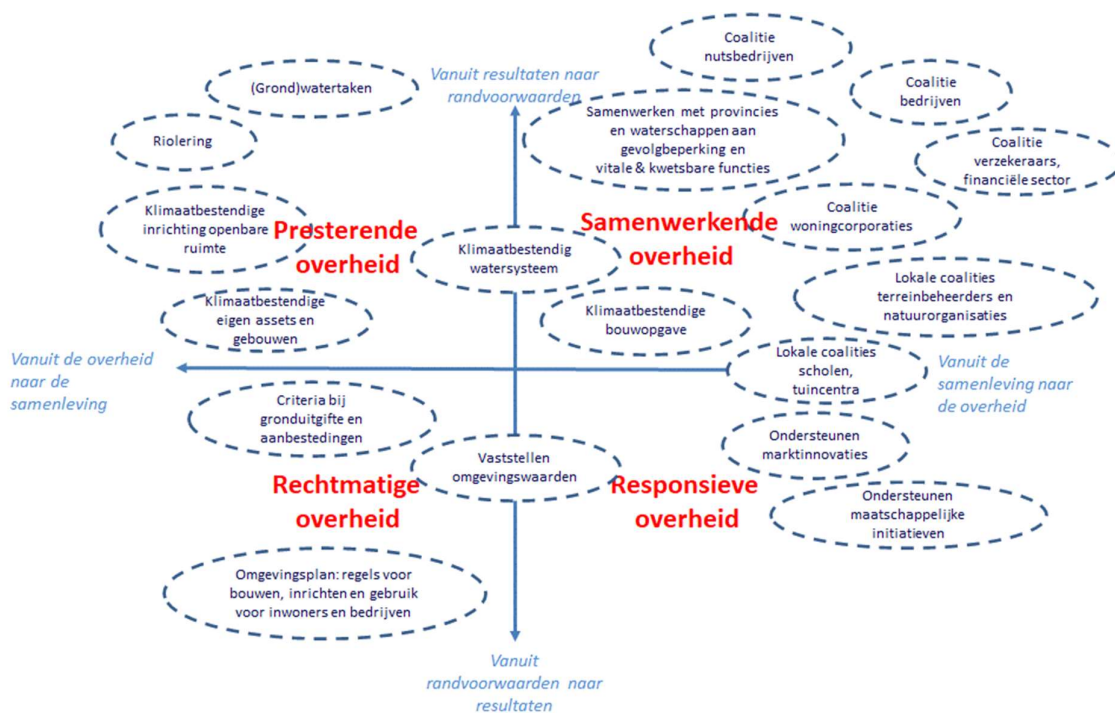 Coalitie
nutsbedrijven
(Grond)watertaken
Vanuit resultaten naar
randvoorwaarden
Coalitie
bedrijven
Riolering
Samenwerken met provincies
en waterschappen aan
gevolgbeperking en
vitale & kwetsbare functies
Coalitie
verzekeraars,
financiële sector
Klimaatbestendige
inrichting openbare
ruimte
Presterende
overheid
Klimaatbestendig
watersysteem
Samenwerkende
overheid
Coalitie
woningcorporaties
Klimaatbestendige
eigen assets en
gebouwen
Klimaatbestendige
bouwopgave
Lokale coalities
terreinbeheerders en
natuurorganisaties
Vanuit de overheid
naar de
samenleving
Lokale coalities
scholen,
tuincentra
Vanuit de
samenleving naar
de overheid
Criteria bij
gronduitgifte en
aanbestedingen
Ondersteunen
marktinnovaties
Rechtmatige
overheid
Vaststellen
omgevingswaarden
Responsieve
overheid
Ondersteunen
maatschappelijke
initiatieven
Omgevingsplan: regels voor
bouwen, inrichten en gebruik
voor inwoners en bedrijven
Vanuit
randvoorwaarden naar
resultaten